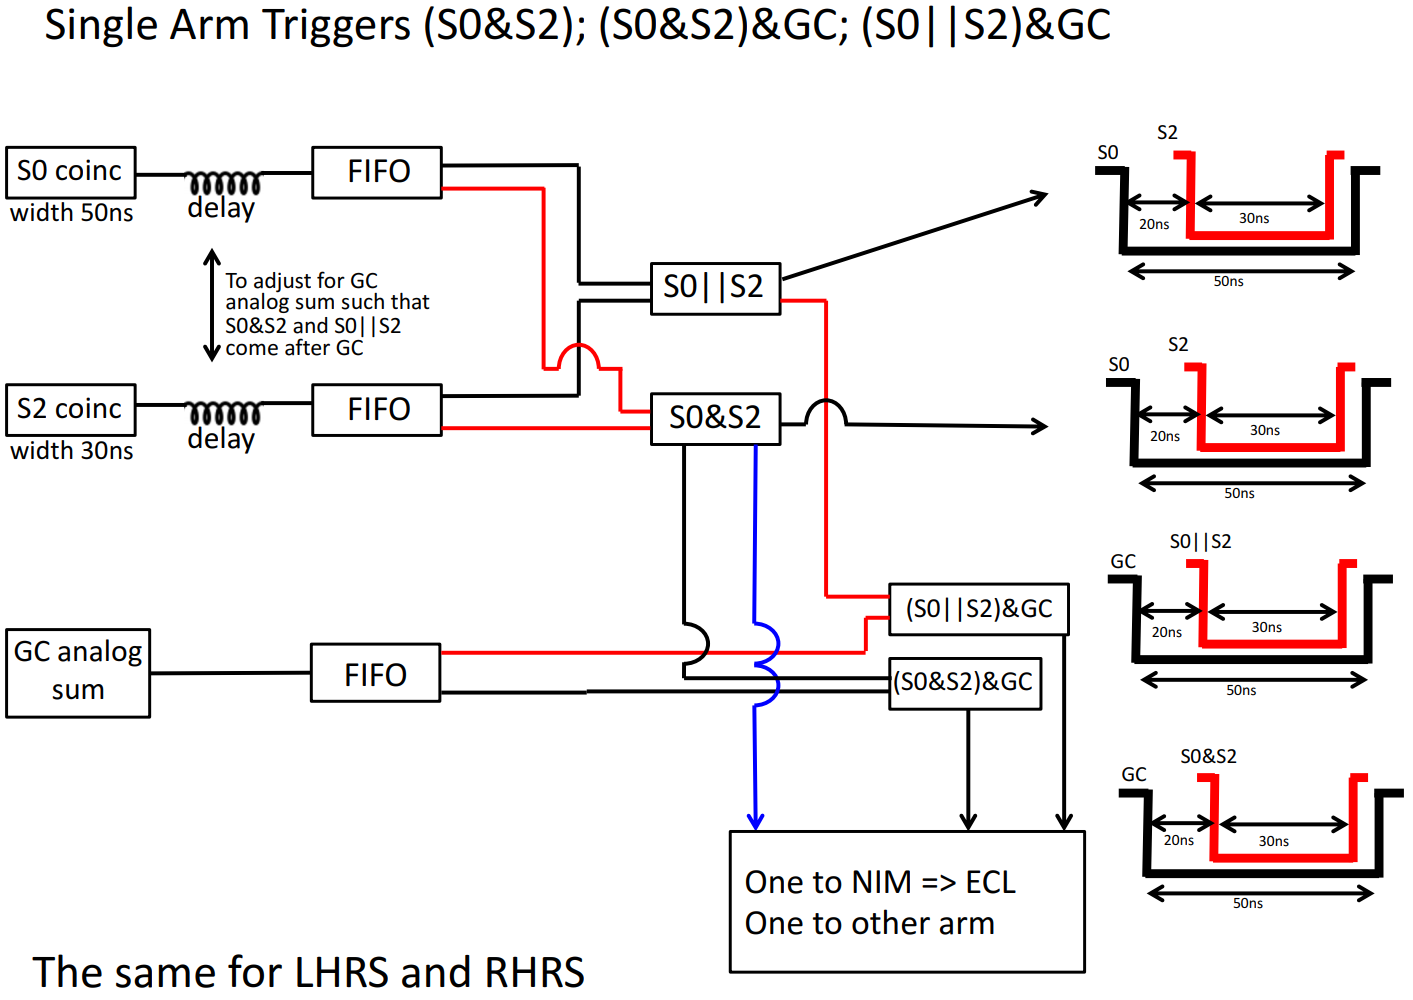 Single Arm Triggers (S0&S2); (S0&S2)&GC; (S0||S2)&GC
S0 coinc
width 50ns
delay
FIFO
To adjust for GC
analog sum such that
S0&S2 and S0||S2
come after GC
S2 coinc
width 30ns
delay
FIFO
S0||S2
S0&S2
GC analog
sum
FIFO
(S0||S2)&GC
(S0&S2)&GC
One to NIM => ECL
One to other arm
S0
S2
20ns
30ns
50ns
S0
S2
20ns
30ns
50ns
GC
S0||S2
20ns
30ns
50ns
GC
S0&S2
20ns
30ns
50ns
The same for LHRS and RHRS